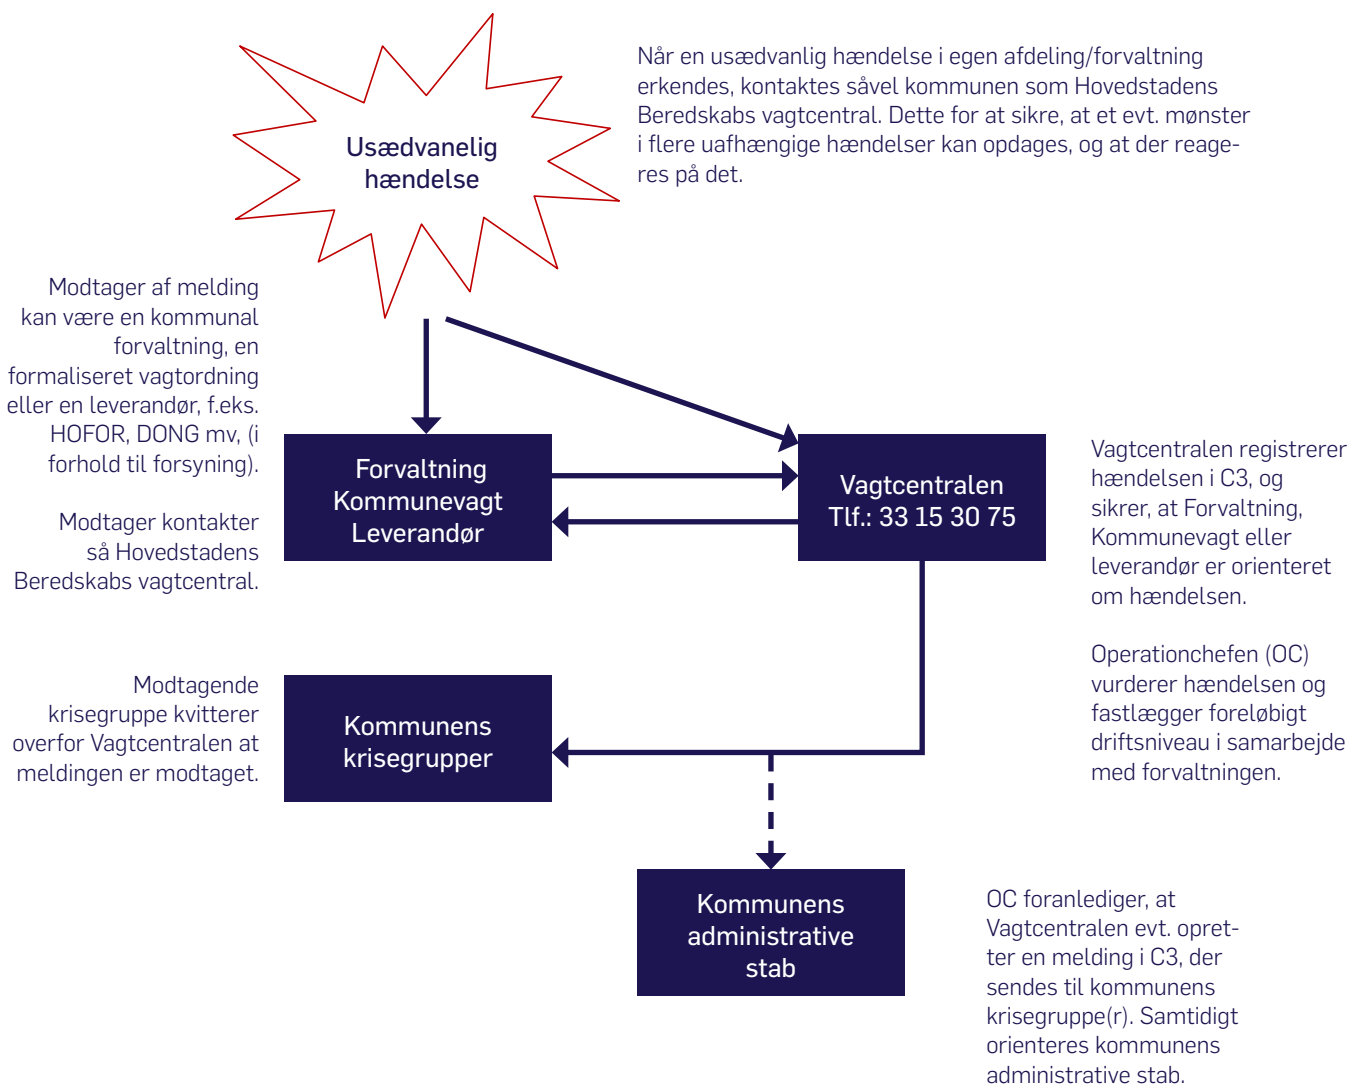 Når en usædvanlig hændelse i egen afdeling/forvaltning
erkendes, kontaktes såvel kommunen som Hovedstadens
Beredskabs vagtcentral. Dette for at sikre, at et evt. mønster
i flere uafhængige hændelser kan opdages, og at der reage-
res på det.
Usædvanelig
hændelse
Modtager af melding
kan være en kommunal
forvaltning, en
formaliseret vagtordning
eller en leverandør, f.eks.
HOFOR, DONG mv, (i
forhold til forsyning).
Modtager kontakter
så Hovedstadens
Beredskabs vagtcentral.
Forvaltning
Kommunevagt
Leverandør
Vagtcentralen
Tlf.: 33 15 30 75
Vagtcentralen registrerer
hændelsen i C3, og
sikrer, at Forvaltning,
Kommunevagt eller
leverandør er orienteret
om hændelsen.
Operationchefen (OC)
vurderer hændelsen og
fastlægger foreløbigt
driftsniveau i samarbejde
med forvaltningen.
Modtagende
krisegruppe kvitterer
overfor Vagtcentralen at
meldingen er modtaget.
Kommunens
krisegrupper
Kommunens
administrative
stab
OC foranlediger, at
Vagtcentralen evt. opret-
ter en melding i C3, der
sendes til kommunens
krisegruppe(r). Samtidigt
orienteres kommunens
administrative stab.